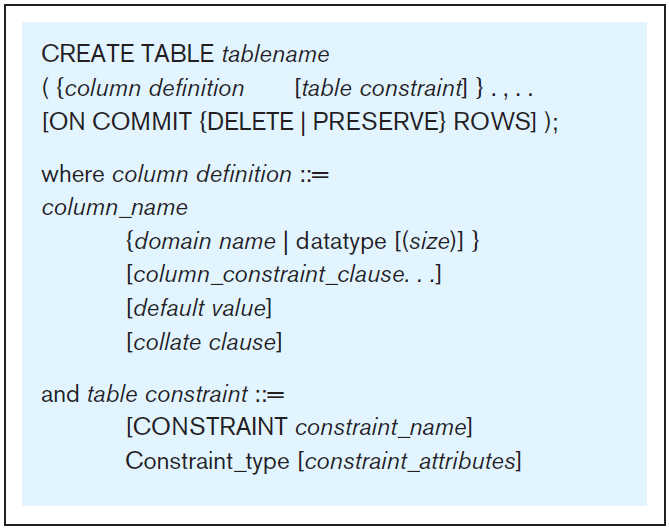 CREATE TABLE tablename
( {column definition [table constraint] } . , . .
[ON COMMIT {DELETE | PRESERVE} ROWS] );
where column definition ::=
column_name
{domain name | datatype [(size)] }
[column_constraint_clause. . .]
[default value]
[collate clause]
and table constraint ::=
[CONSTRAINT constraint_name]
Constraint_type [constraint_attributes]